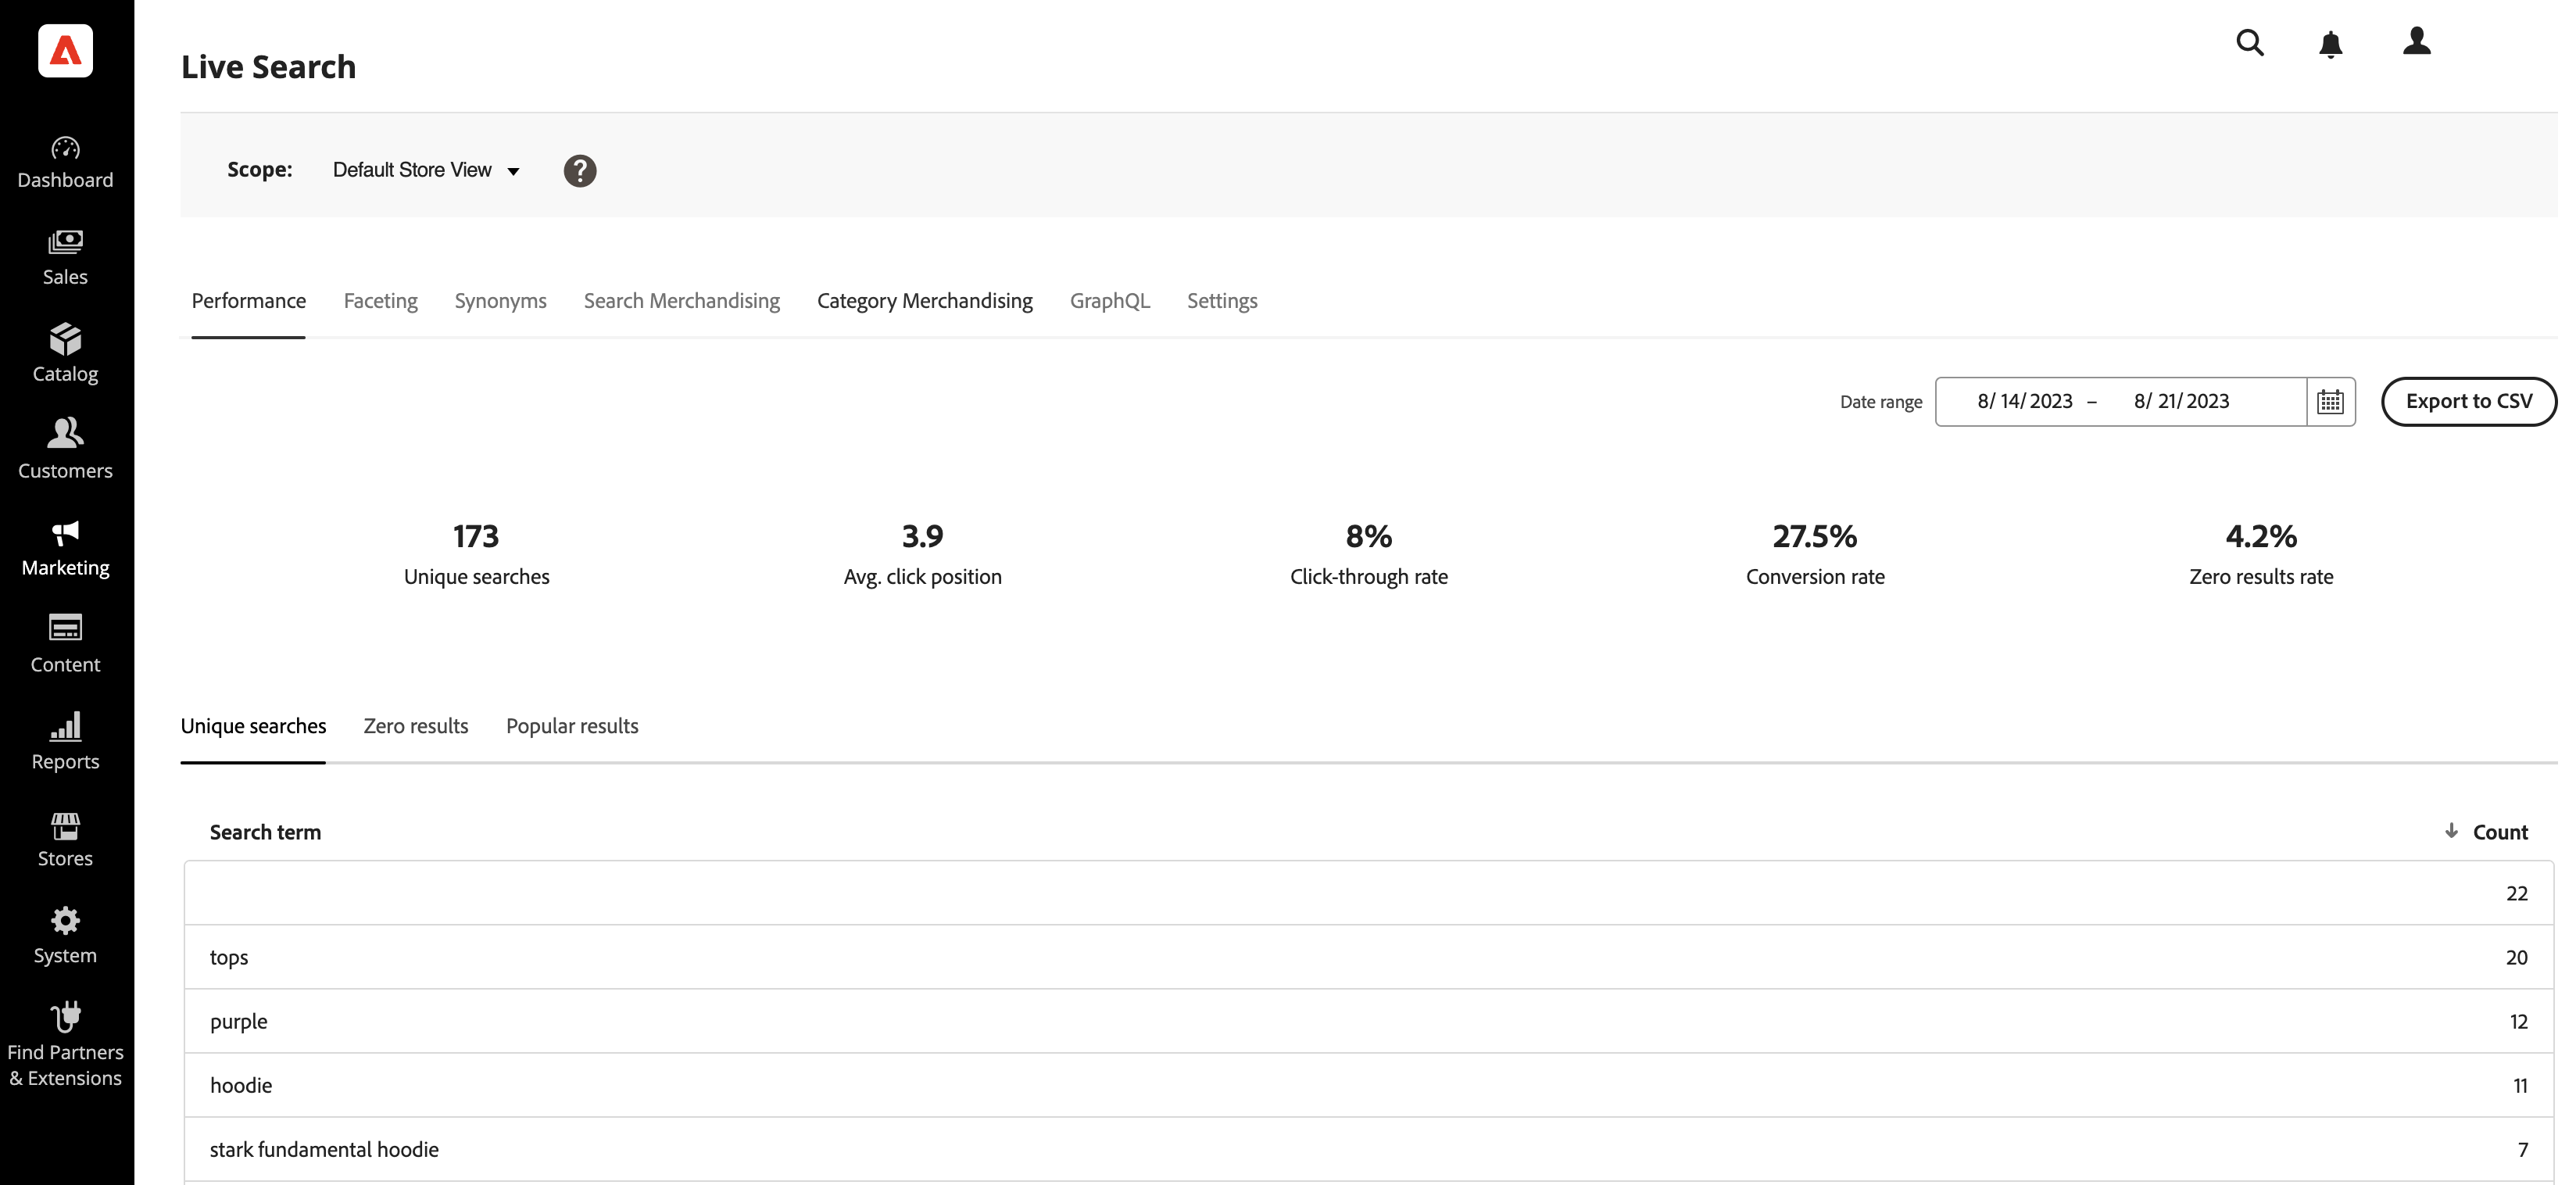 Live Search
Scope: Default Store View ?
Dashboard
Sales
Catalog
Customers
Marketing
Content
Reports
Stores
System
Find Partners
& Extensions
Performance Faceting Synonyms Search Merchandising Category Merchandising GraphQL Settings
Date range 8/ 14/ 2023 – 8/ 21/ 2023 Export to CSV
173 3.9 8% 27.5% 4.2%
Unique searches Avg. click position Click-through rate Conversion rate Zero results rate
Unique searches Zero results Popular results
Search term Count
22
tops 20
purple 12
hoodie 11
stark fundamental hoodie 7